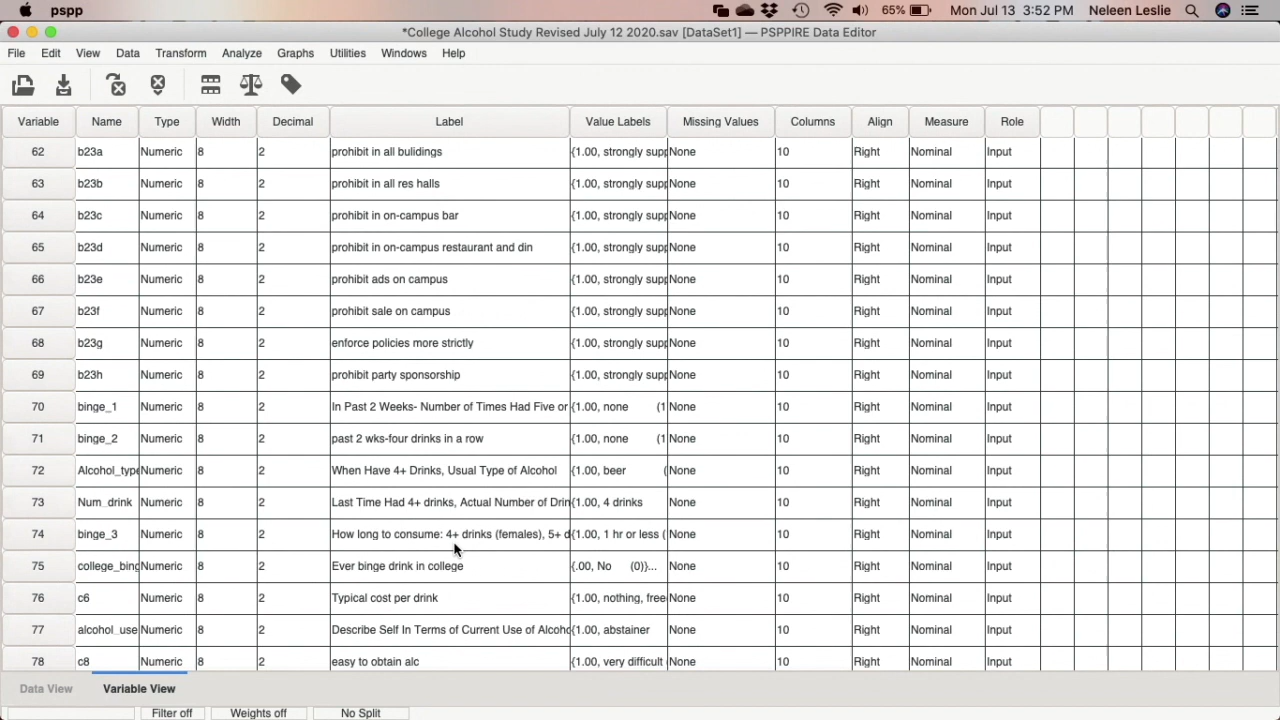 pspp 65% Mon Jul 13 3:52 PM Neleen Leslie
*College Alcohol Study Revised July 12 2020.sav [DataSet1] — PSPPIRE Data Editor
File Edit View Data Transform Analyze Graphs Utilities Windows Help
Variable Name Type Width Decimal Label Value Labels Missing Values Columns Align Measure Role
62 b23a Numeric 8 2 prohibit in all bulidings {1.00, strongly supp None 10 Right Nominal Input
63 b23b Numeric 8 2 prohibit in all res halls {1.00, strongly supp None 10 Right Nominal Input
64 b23c Numeric 8 2 prohibit in on-campus bar {1.00, strongly supp None 10 Right Nominal Input
65 b23d Numeric 8 2 prohibit in on-campus restaurant and din {1.00, strongly supp None 10 Right Nominal Input
66 b23e Numeric 8 2 prohibit ads on campus {1.00, strongly supp None 10 Right Nominal Input
67 b23f Numeric 8 2 prohibit sale on campus {1.00, strongly supp None 10 Right Nominal Input
68 b23g Numeric 8 2 enforce policies more strictly {1.00, strongly supp None 10 Right Nominal Input
69 b23h Numeric 8 2 prohibit party sponsorship {1.00, strongly supp None 10 Right Nominal Input
70 binge_1 Numeric 8 2 In Past 2 Weeks- Number of Times Had Five or {1.00, none (1 None 10 Right Nominal Input
71 binge_2 Numeric 8 2 past 2 wks-four drinks in a row {1.00, none (1 None 10 Right Nominal Input
72 Alcohol_type Numeric 8 2 When Have 4+ Drinks, Usual Type of Alcohol {1.00, beer ( None 10 Right Nominal Input
73 Num_drink Numeric 8 2 Last Time Had 4+ drinks, Actual Number of Drin {1.00, 4 drinks None 10 Right Nominal Input
74 binge_3 Numeric 8 2 How long to consume: 4+ drinks (females), 5+ d {1.00, 1 hr or less ( None 10 Right Nominal Input
75 college_bing Numeric 8 2 Ever binge drink in college {.00, No (0)}... None 10 Right Nominal Input
76 c6 Numeric 8 2 Typical cost per drink {1.00, nothing, free None 10 Right Nominal Input
77 alcohol_use Numeric 8 2 Describe Self In Terms of Current Use of Alcoho {1.00, abstainer None 10 Right Nominal Input
78 c8 Numeric 8 2 easy to obtain alc {1.00, very difficult ( None 10 Right Nominal Input
Data View Variable View
Filter off Weights off No Split